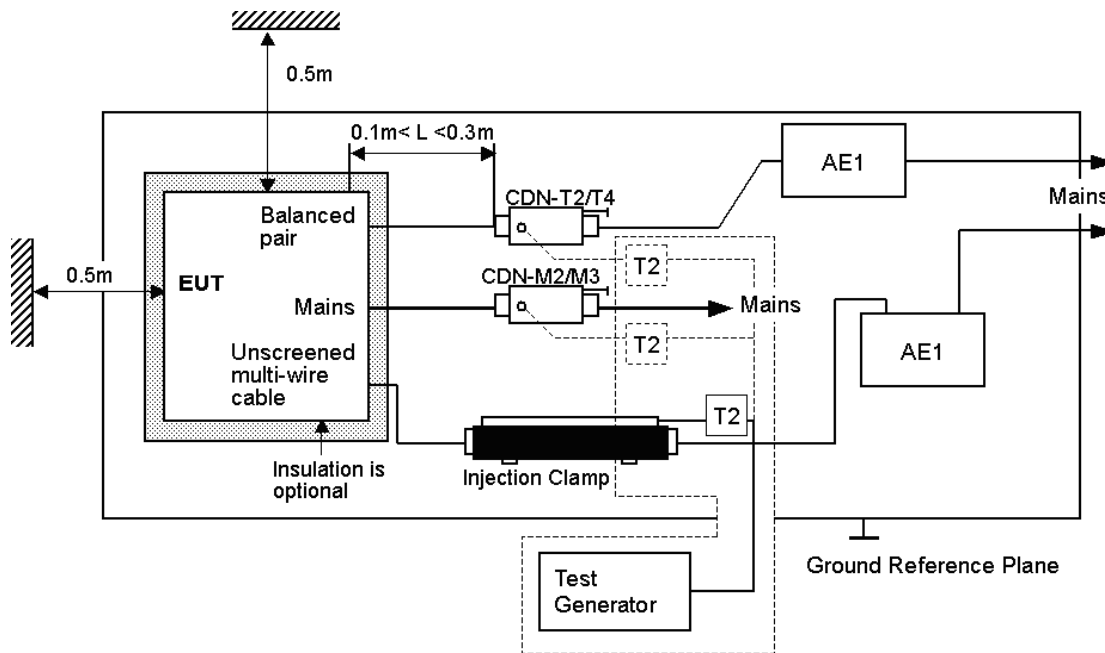 0.5m
0.1m< L <0.3m
AE1
Mains
CDN-T2/T4
Balanced
pair
T2
0.5m
EUT
CDN-M2/M3
Mains
Mains
T2
AE1
Unscreened
multi-wire
cable
T2
Insulation is
optional
Injection Clamp
Test
Generator
Ground Reference Plane